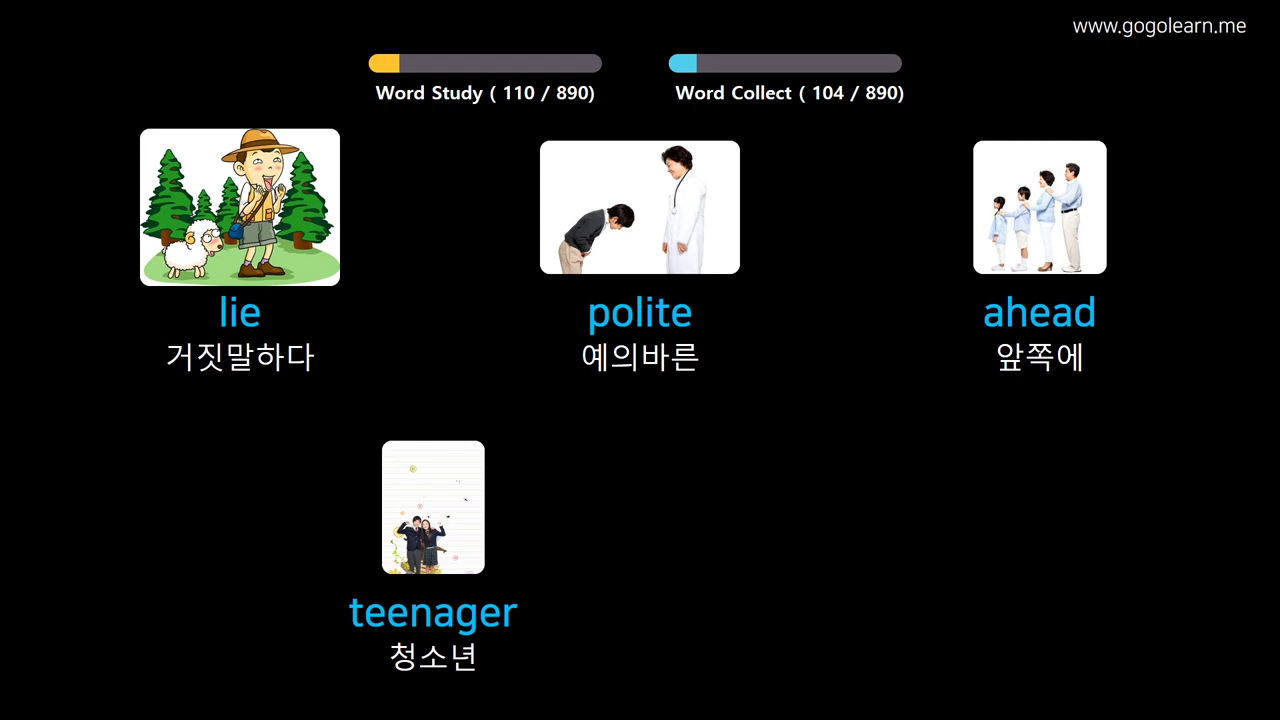 www.gogolearn.me
Word Study ( 110 / 890)
Word Collect ( 104 / 890)
lie
거짓말하다
polite
예의바른
ahead
앞쪽에
teenager
청소년